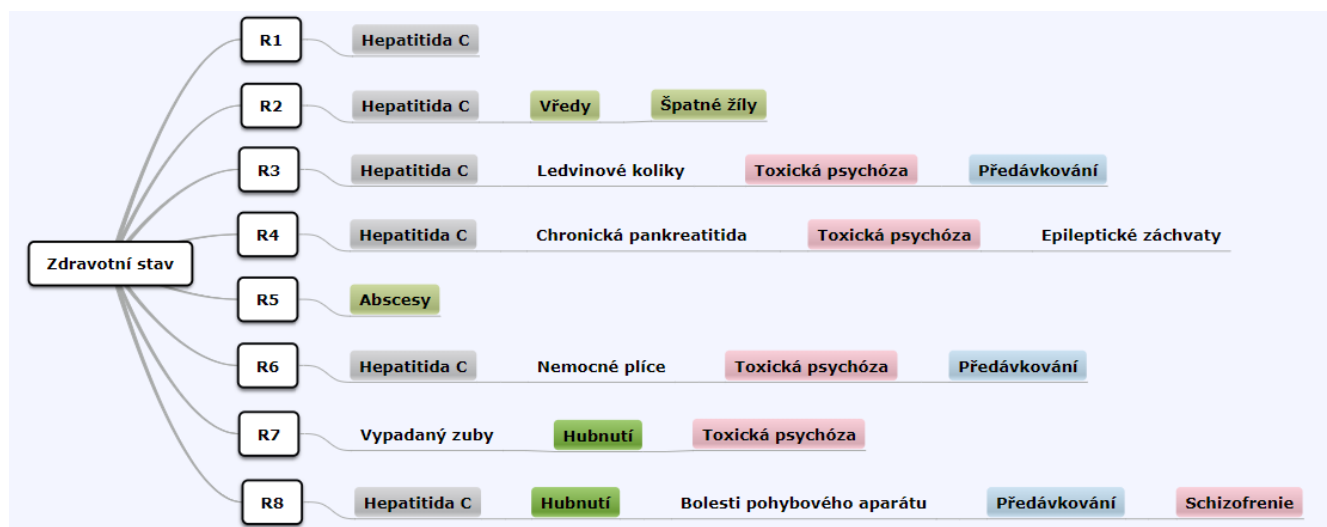 R1 Hepatitida C
R2 Hepatitida C Vředy Špatné žíly
R3 Hepatitida C Ledvinové koliky Toxická psychóza Předávkování
R4 Hepatitida C Chronická pankreatitida Toxická psychóza Epileptické záchvaty
Zdravotní stav
R5 Abscesy
R6 Hepatitida C Nemocné plíce Toxická psychóza Předávkování
R7 Vypadaný zuby Hubnutí Toxická psychóza
R8 Hepatitida C Hubnutí Bolesti pohybového aparátu Předávkování Schizofrenie